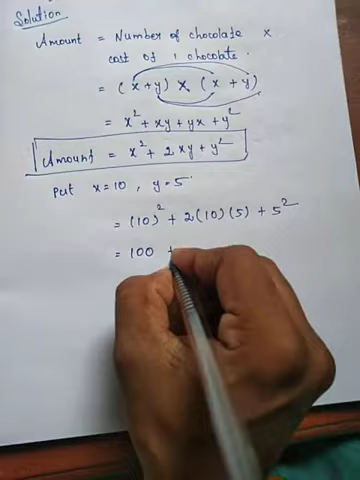 Solution
Amount = Number of chocolate ×
cost of 1 chocolate.
= (x+y) × (x+y)
= x² + xy + yx + y²
Amount = x² + 2xy + y²
Put x=10, y=5
= (10)² + 2(10)(5) + 5²
= 100 +